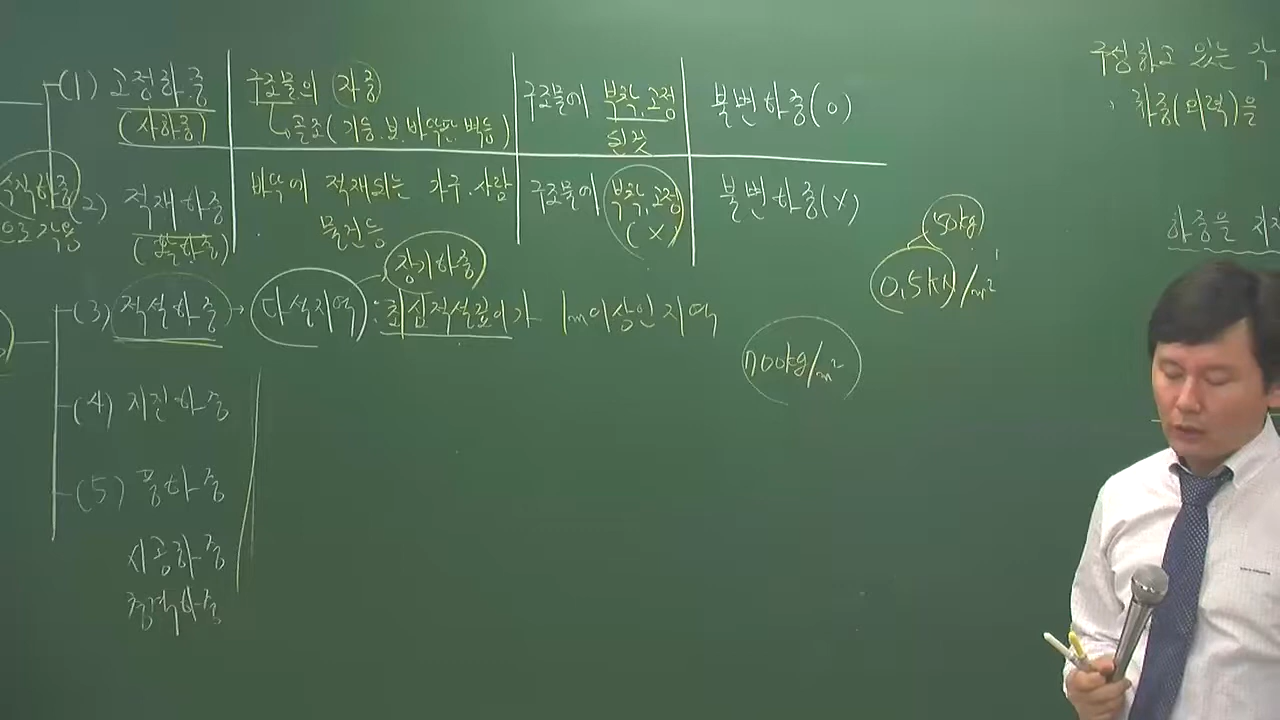 (1) 고정하중 구조물의 자중 구조물에 부착.고정 불변하중(O)
(사하중) 골조(기둥.보.바닥판.벽등) 된것
(2) 적재하중 바닥에 적재되는 가구.사람 구조물에 부착.고정 불변하중(X)
물건등 (X)
수직하중
(3) 적설하중 → 다설지역 : 최심적설깊이가 1m이상인 지역
장기하중
50kg
0.5kN/m²
(4) 지진하중
(5) 풍하중
시공하중
충격하중
구성하고 있는 각
하중(외력)을
하중을